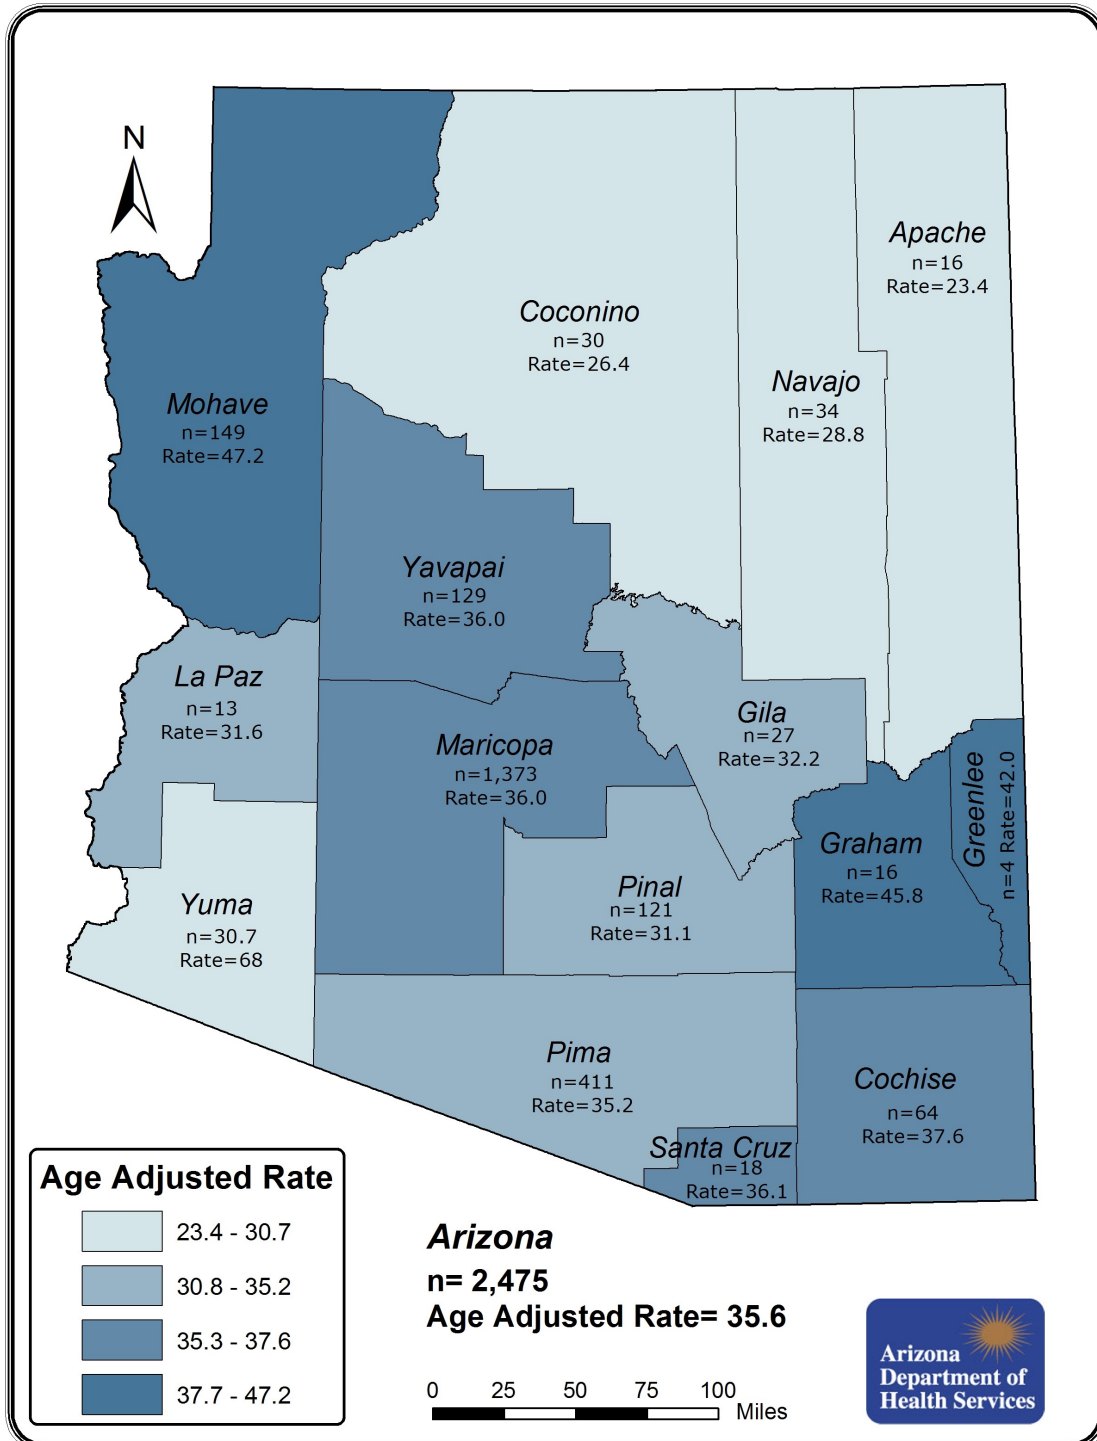 N
Apache
n=16
Rate=23.4
Coconino
n=30
Rate=26.4
Navajo
n=34
Rate=28.8
Mohave
n=149
Rate=47.2
Yavapai
n=129
Rate=36.0
La Paz
n=13
Rate=31.6
Gila
n=27
Rate=32.2
Maricopa
n=1,373
Rate=36.0
Greenlee
n=4 Rate=42.0
Graham
n=16
Rate=45.8
Pinal
n=121
Rate=31.1
Yuma
n=30.7
Rate=68
Pima
n=411
Rate=35.2
Cochise
n=64
Rate=37.6
Santa Cruz
n=18
Rate=36.1
Age Adjusted Rate
23.4 - 30.7
30.8 - 35.2
35.3 - 37.6
37.7 - 47.2
Arizona
n= 2,475
Age Adjusted Rate= 35.6
0 25 50 75 100
Miles
Arizona
Department of
Health Services